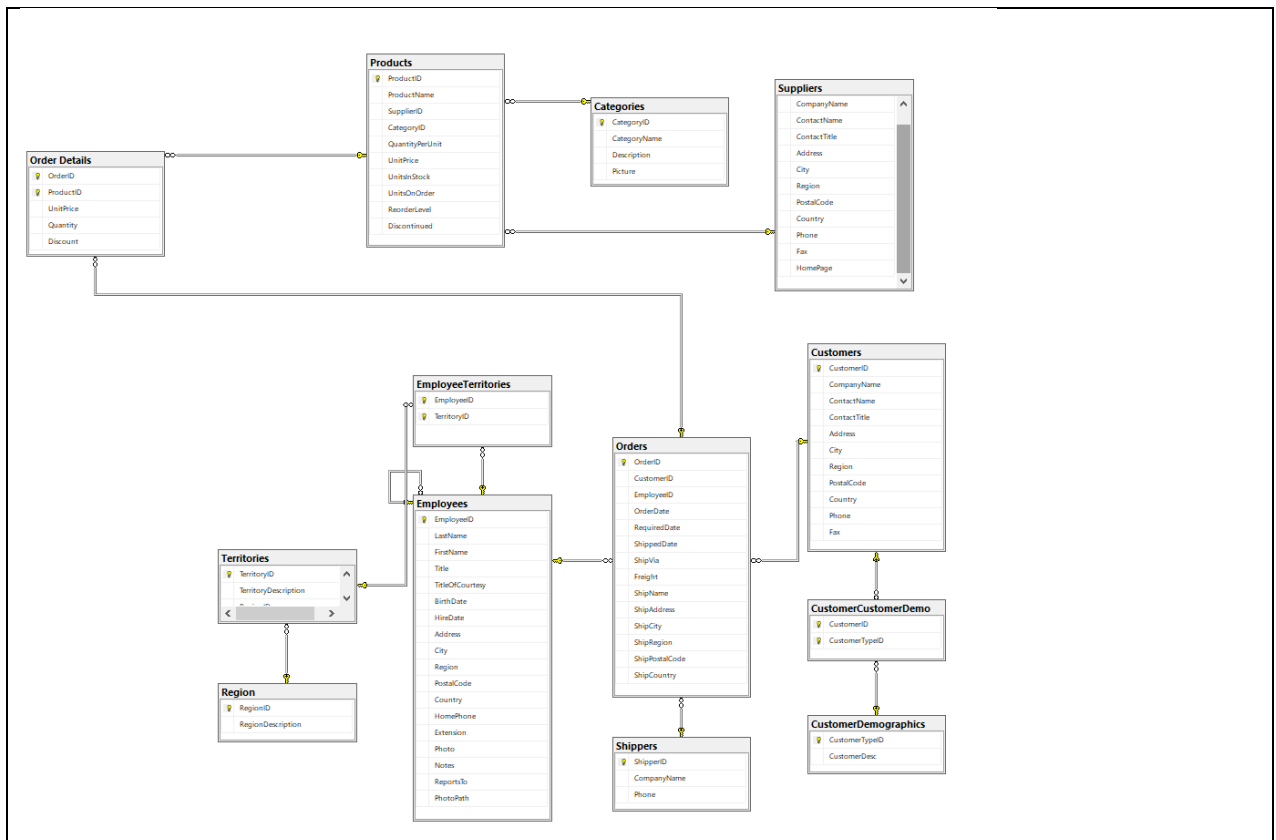 Products
ProductID
ProductName
SupplierID
CategoryID
QuantityPerUnit
UnitPrice
UnitsInStock
UnitsOnOrder
ReorderLevel
Discontinued
Categories
CategoryID
CategoryName
Description
Picture
Suppliers
CompanyName
ContactName
ContactTitle
Address
City
Region
PostalCode
Country
Phone
Fax
HomePage
Order Details
OrderID
ProductID
UnitPrice
Quantity
Discount
Customers
CustomerID
CompanyName
ContactName
ContactTitle
Address
City
Region
PostalCode
Country
Phone
Fax
EmployeeTerritories
EmployeeID
TerritoryID
Orders
OrderID
CustomerID
EmployeeID
OrderDate
RequiredDate
ShippedDate
ShipVia
Freight
ShipName
ShipAddress
ShipCity
ShipRegion
ShipPostalCode
ShipCountry
Employees
EmployeeID
LastName
FirstName
Title
TitleOfCourtesy
BirthDate
HireDate
Address
City
Region
PostalCode
Country
HomePhone
Extension
Photo
Notes
ReportsTo
PhotoPath
Territories
TerritoryID
TerritoryDescription
Region
RegionID
RegionDescription
CustomerCustomerDemo
CustomerID
CustomerTypeID
CustomerDemographics
CustomerTypeID
CustomerDesc
Shippers
ShipperID
CompanyName
Phone